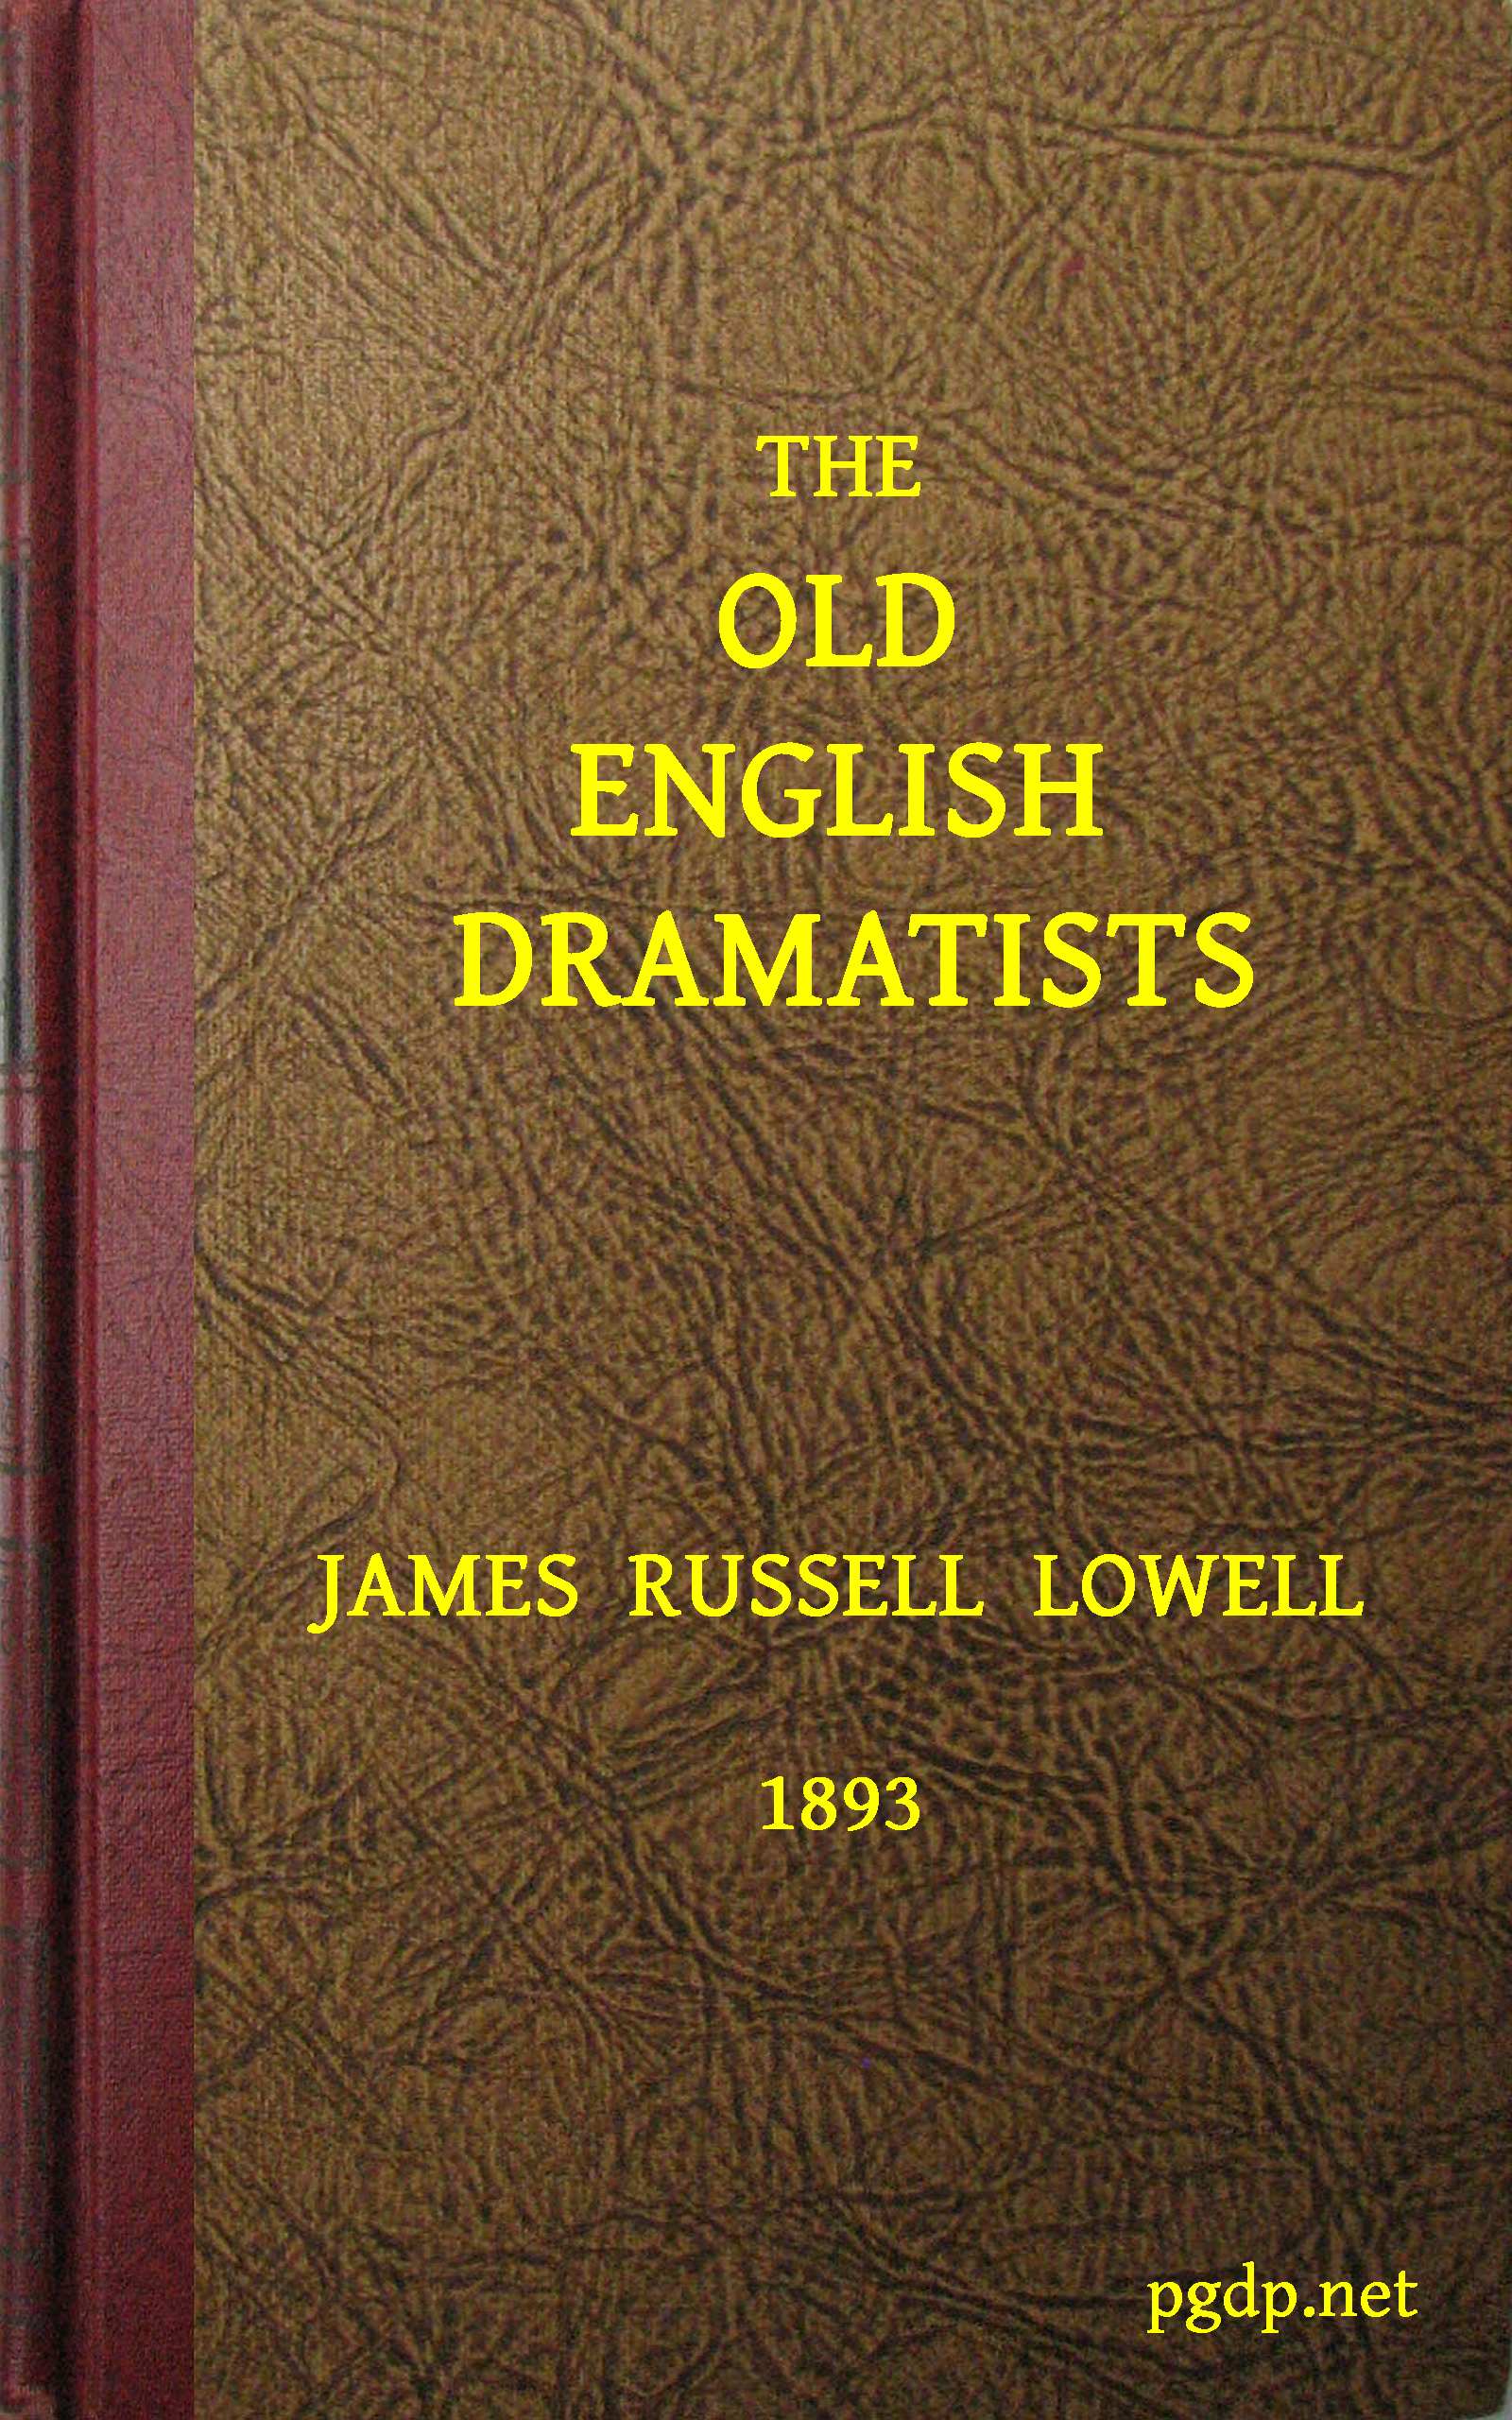 THE
OLD
ENGLISH
DRAMATISTS
JAMES RUSSELL LOWELL
1893
pgdp.net